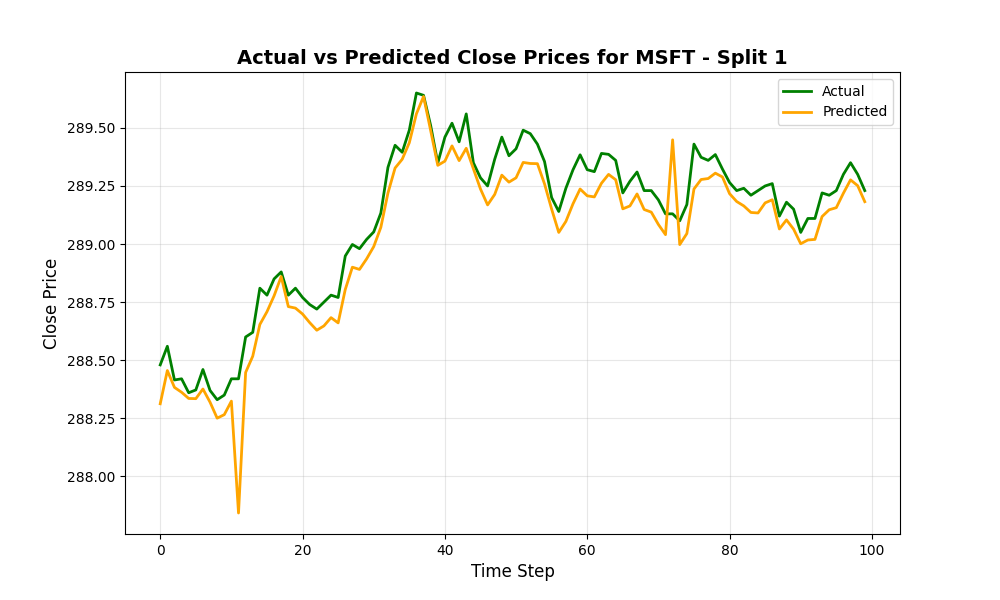 Actual vs Predicted Close Prices for MSFT - Split 1
Actual
Predicted
Close Price
289.50
289.25
289.00
288.75
288.50
288.25
288.00
0 20 40 60 80 100
Time Step